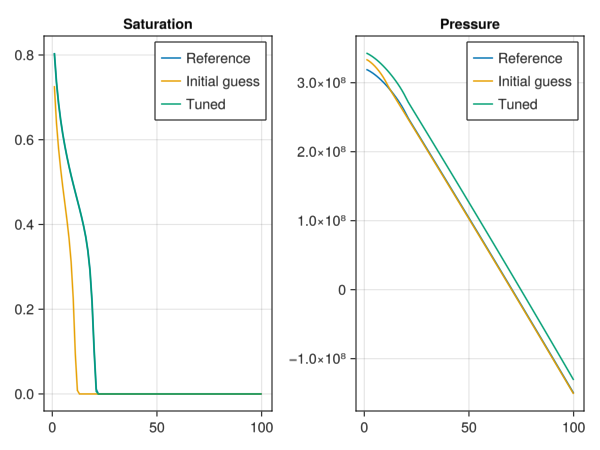 Saturation
Reference
Initial guess
Tuned
0.8
0.6
0.4
0.2
0.0
0
50
100
Pressure
Reference
Initial guess
Tuned
3.0×10⁸
2.0×10⁸
1.0×10⁸
0
−1.0×10⁸
0
50
100